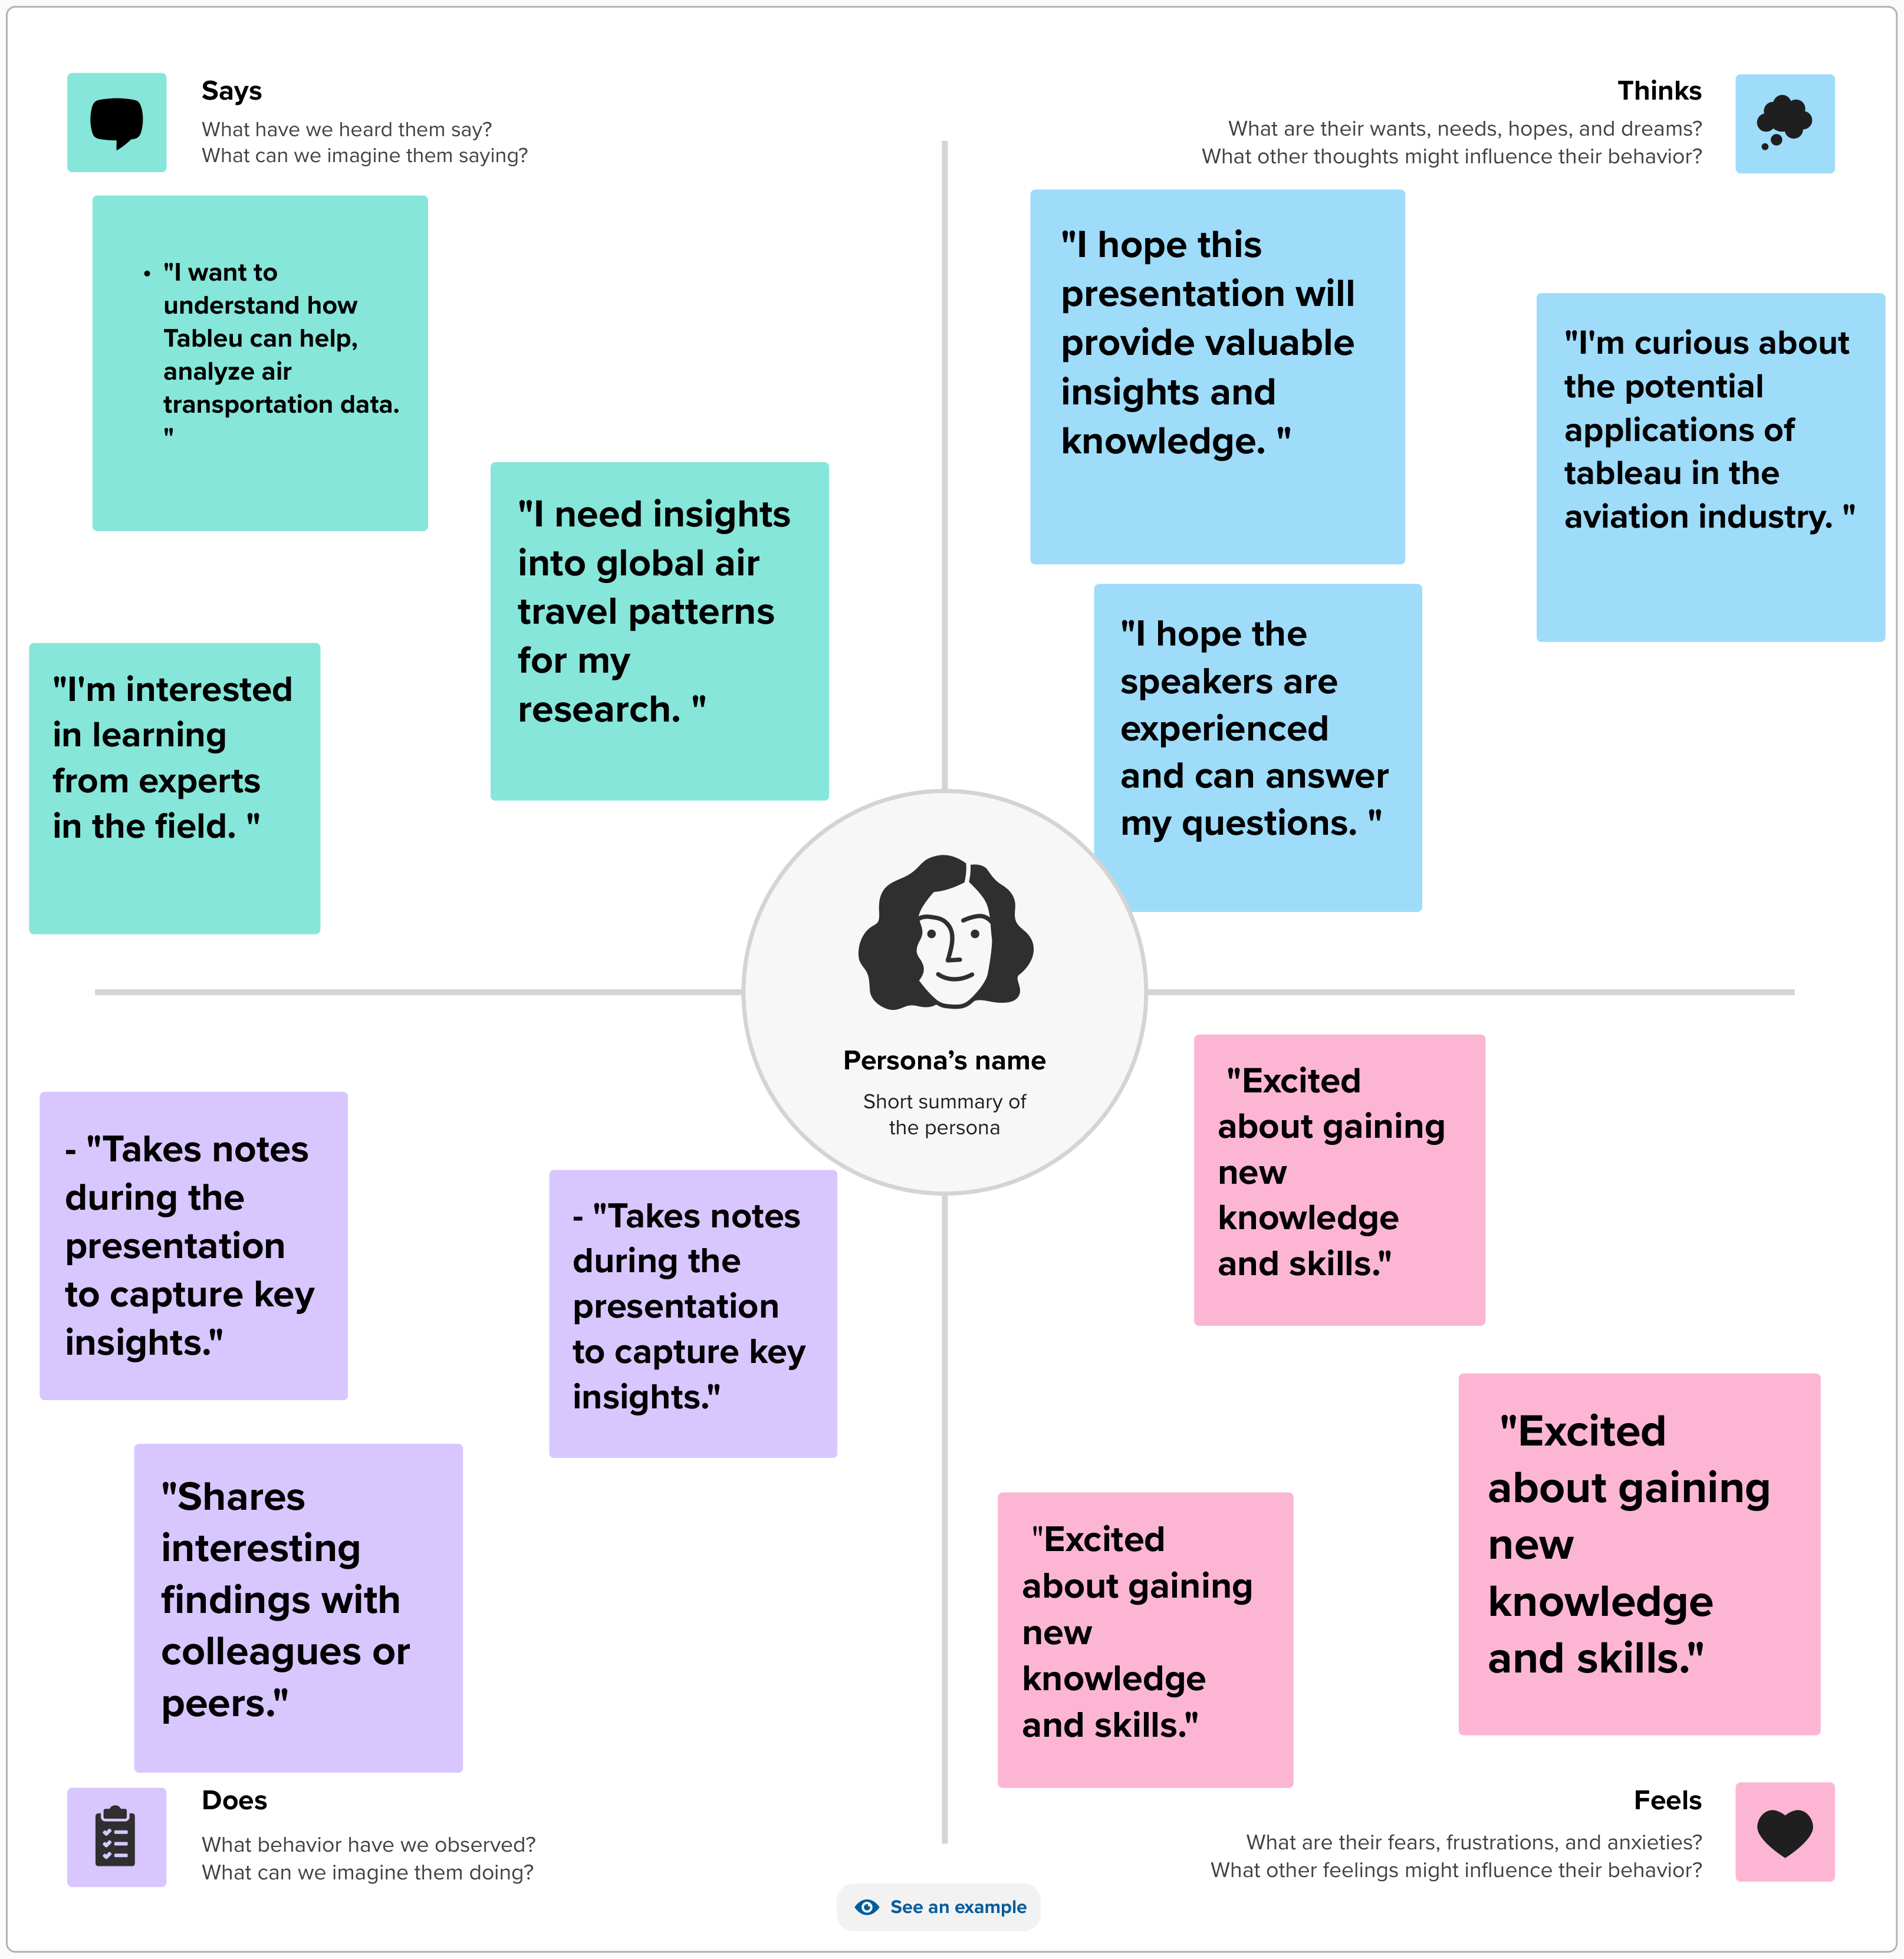 Says
What have we heard them say?
What can we imagine them saying?
• "I want to
understand how
Tableu can help,
analyze air
transportation data.
"
"I need insights
into global air
travel patterns
for my
research. "
"I'm interested
in learning
from experts
in the field. "
Thinks
What are their wants, needs, hopes, and dreams?
What other thoughts might influence their behavior?
"I hope this
presentation will
provide valuable
insights and
knowledge. "
"I'm curious about
the potential
applications of
tableau in the
aviation industry. "
"I hope the
speakers are
experienced
and can answer
my questions. "
Persona’s name
Short summary of
the persona
- "Takes notes
during the
presentation
to capture key
insights."
- "Takes notes
during the
presentation
to capture key
insights."
"Shares
interesting
findings with
colleagues or
peers."
Does
What behavior have we observed?
What can we imagine them doing?
"Excited
about gaining
new
knowledge
and skills."
"Excited
about gaining
new
knowledge
and skills."
"Excited
about gaining
new
knowledge
and skills."
Feels
What are their fears, frustrations, and anxieties?
What other feelings might influence their behavior?
See an example